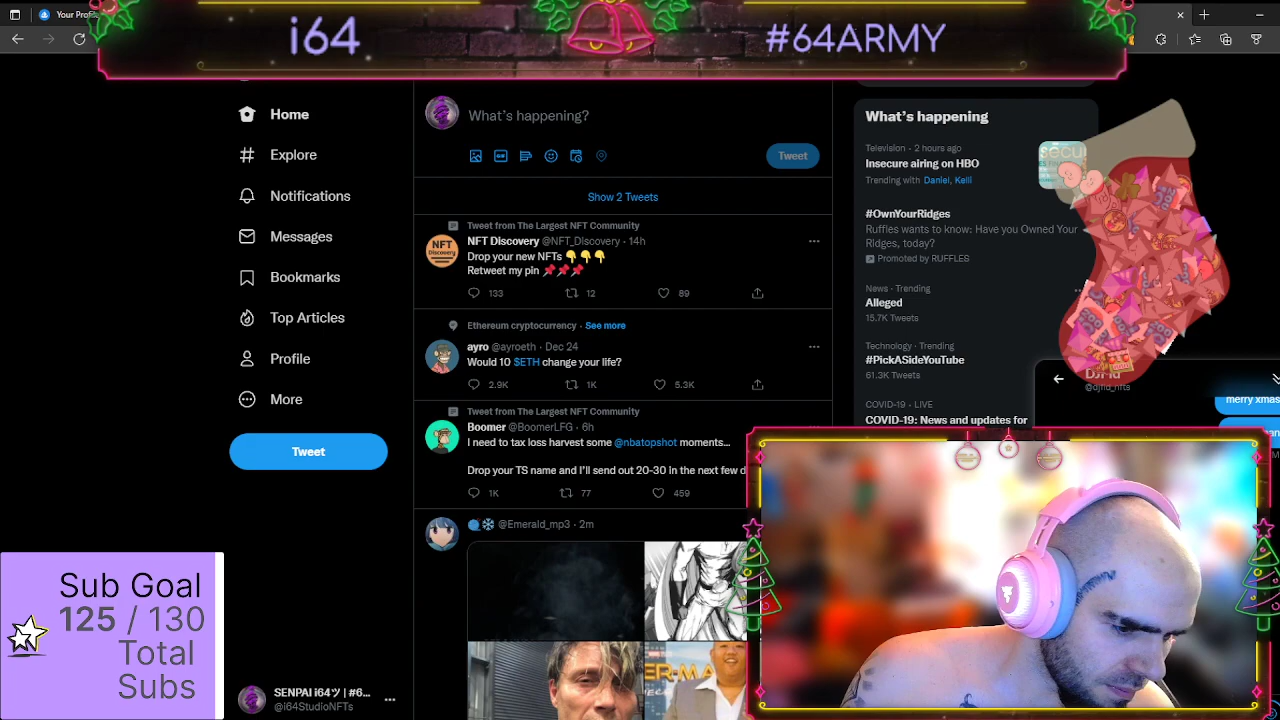 Your Profi
i64
#64ARMY
Home
Explore
Notifications
Messages
Bookmarks
Top Articles
Profile
More
Tweet
SENPAI i64ツ | #6...
@i64StudioNFTs
Sub Goal
125 / 130
Total
Subs
What's happening?
Tweet
Show 2 Tweets
Tweet from The Largest NFT Community
NFT Discovery @NFT_Discovery · 14h
Drop your new NFTs 👇👇👇
Retweet my pin 📌📌📌
133 12 89
Ethereum cryptocurrency · See more
ayro @ayroeth · Dec 24
Would 10 $ETH change your life?
2.9K 1K 5.3K
Tweet from The Largest NFT Community
Boomer @BoomerLFG · 6h
I need to tax loss harvest some @nbatopshot moments...
Drop your TS name and I'll send out 20-30 in the next few d
1K 77 459
@Emerald_mp3 · 2m
What's happening
Television · 2 hours ago
Insecure airing on HBO
Trending with Daniel, Kelli
#OwnYourRidges
Ruffles wants to know: Have you Owned Your
Ridges, today?
Promoted by RUFFLES
News · Trending
Alleged
15.7K Tweets
Technology · Trending
#PickASideYouTube
61.3K Tweets
COVID-19 · LIVE
COVID-19: News and updates for
@djfld_nfts
merry xmas